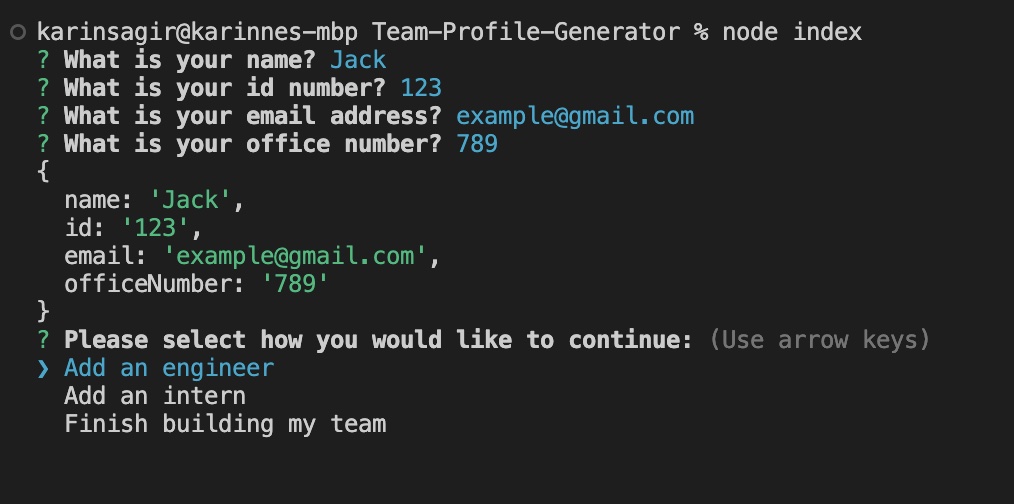 karinsagir@karinnes-mbp Team-Profile-Generator % node index
? What is your name? Jack
? What is your id number? 123
? What is your email address? example@gmail.com
? What is your office number? 789
{
  name: 'Jack',
  id: '123',
  email: 'example@gmail.com',
  officeNumber: '789'
}
? Please select how you would like to continue: (Use arrow keys)
❯ Add an engineer
  Add an intern
  Finish building my team